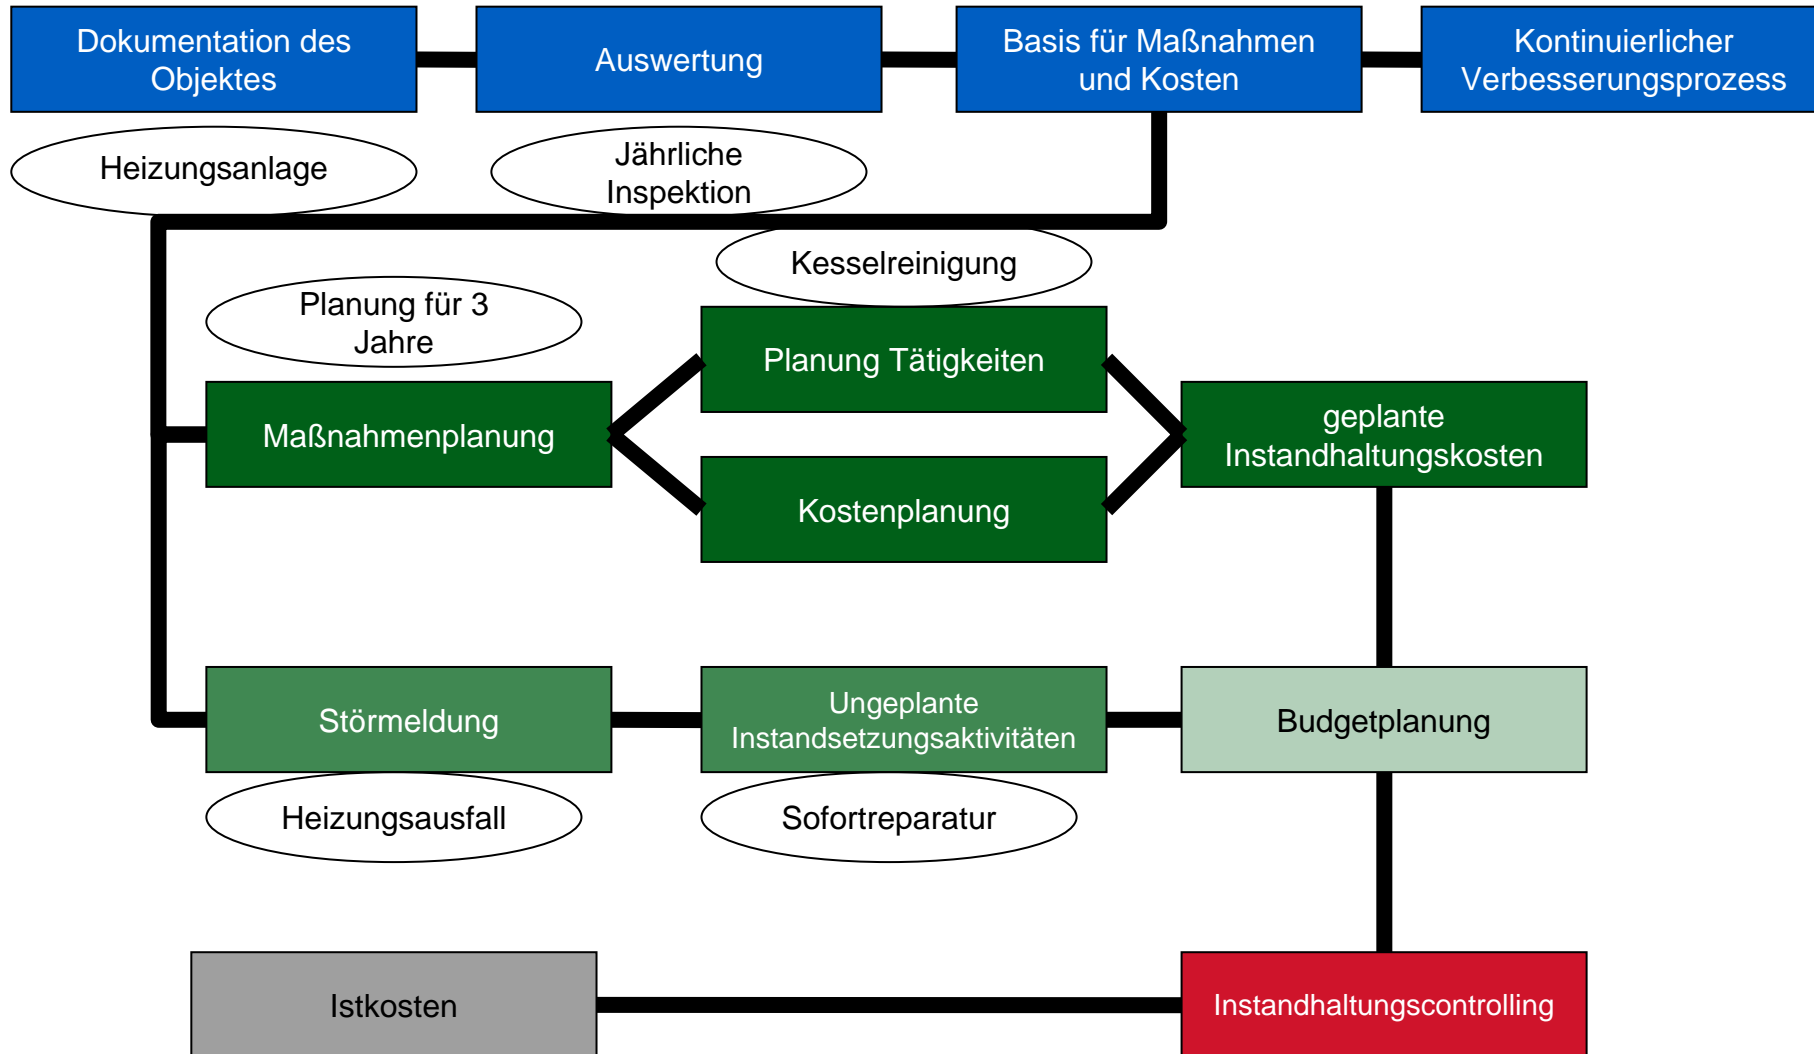 Dokumentation des
Objektes
Auswertung
Basis für Maßnahmen
und Kosten
Kontinuierlicher
Verbesserungsprozess
Heizungsanlage
Jährliche
Inspektion
Kesselreinigung
Planung für 3
Jahre
Planung Tätigkeiten
Maßnahmenplanung
geplante
Instandhaltungskosten
Kostenplanung
Störmeldung
Ungeplante
Instandsetzungsaktivitäten
Budgetplanung
Heizungsausfall
Sofortreparatur
Istkosten
Instandhaltungscontrolling